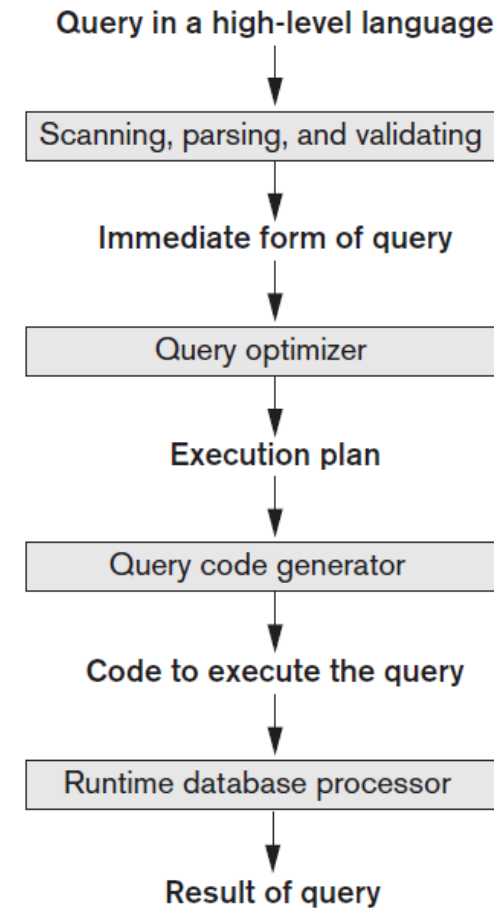 Query in a high-level language
Scanning, parsing, and validating
Immediate form of query
Query optimizer
Execution plan
Query code generator
Code to execute the query
Runtime database processor
Result of query